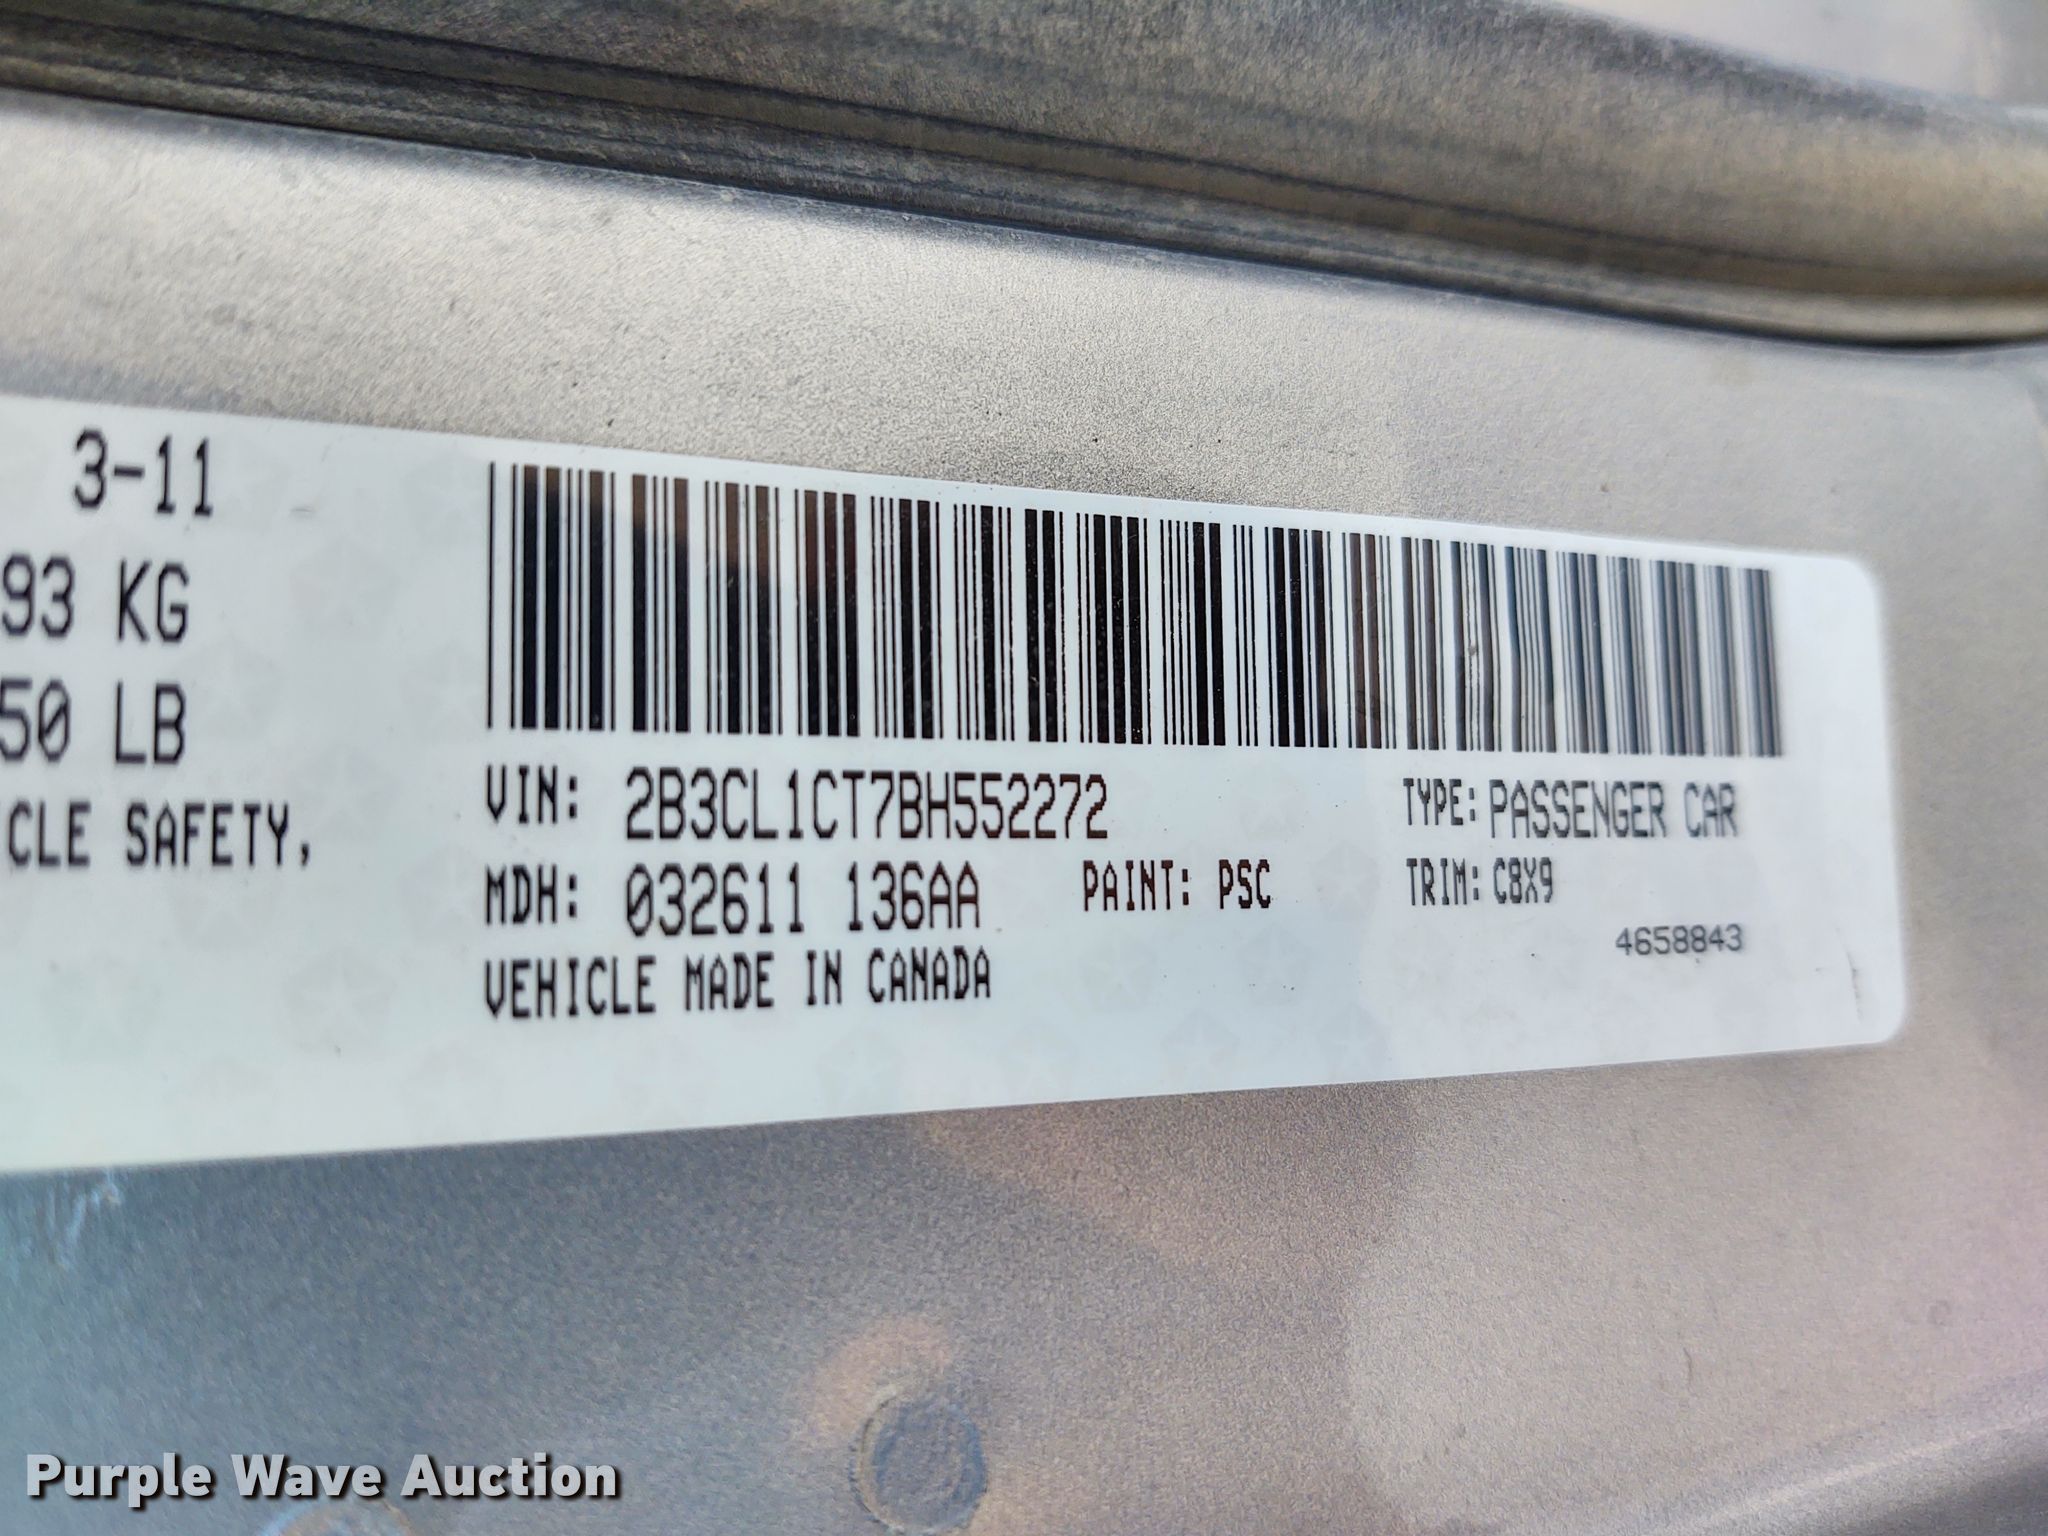 3-11
93 KG
50 LB
CLE SAFETY,
VIN: 2B3CL1CT7BH552272
TYPE: PASSENGER CAR
MDH: 032611 136AA
PAINT: PSC
TRIM: C8X9
VEHICLE MADE IN CANADA
4658843
Purple Wave Auction